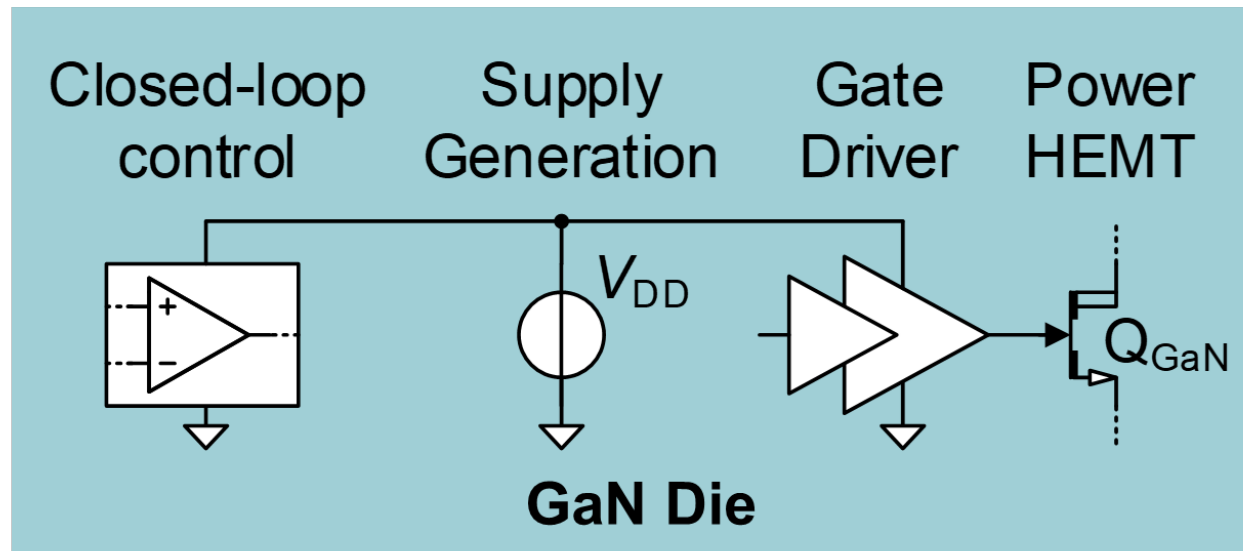 Closed-loop
control
Supply
Generation
Gate
Driver
Power
HEMT
VDD
+
−
QGaN
GaN Die